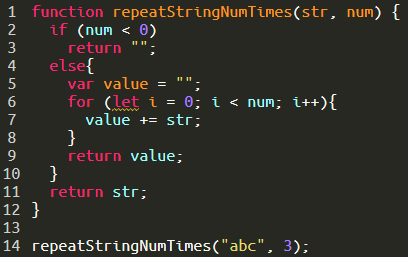 1 function repeatStringNumTimes(str, num) {
2   if (num < 0)
3     return "";
4   else{
5     var value = "";
6     for (let i = 0; i < num; i++){
7       value += str;
8     }
9     return value;
10   }
11   return str;
12 }
13
14 repeatStringNumTimes("abc", 3);